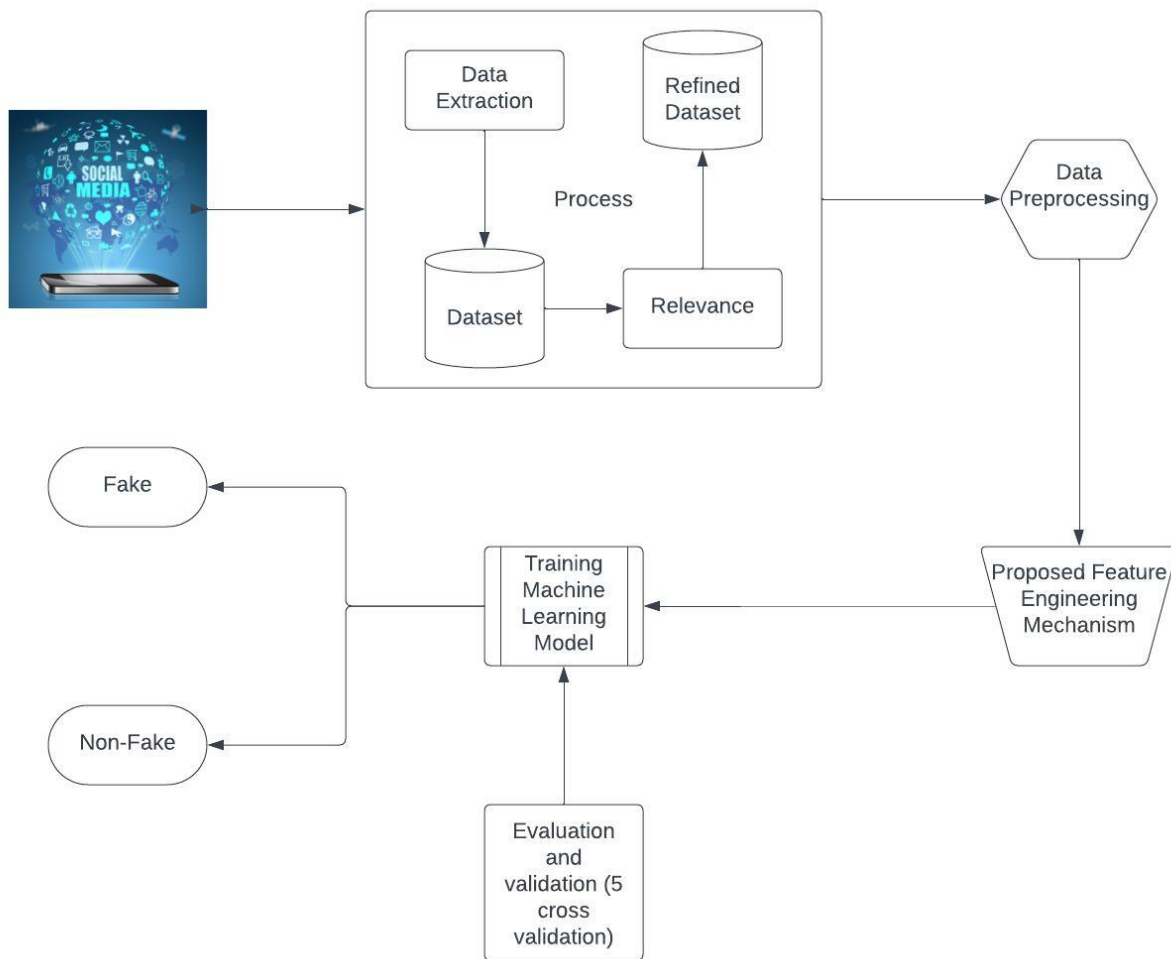 SOCIAL
MEDIA
Data
Extraction
Refined
Dataset
Process
Dataset
Relevance
Data
Preprocessing
Fake
Training
Machine
Learning
Model
Proposed Feature
Engineering
Mechanism
Non-Fake
Evaluation
and
validation (5
cross
validation)